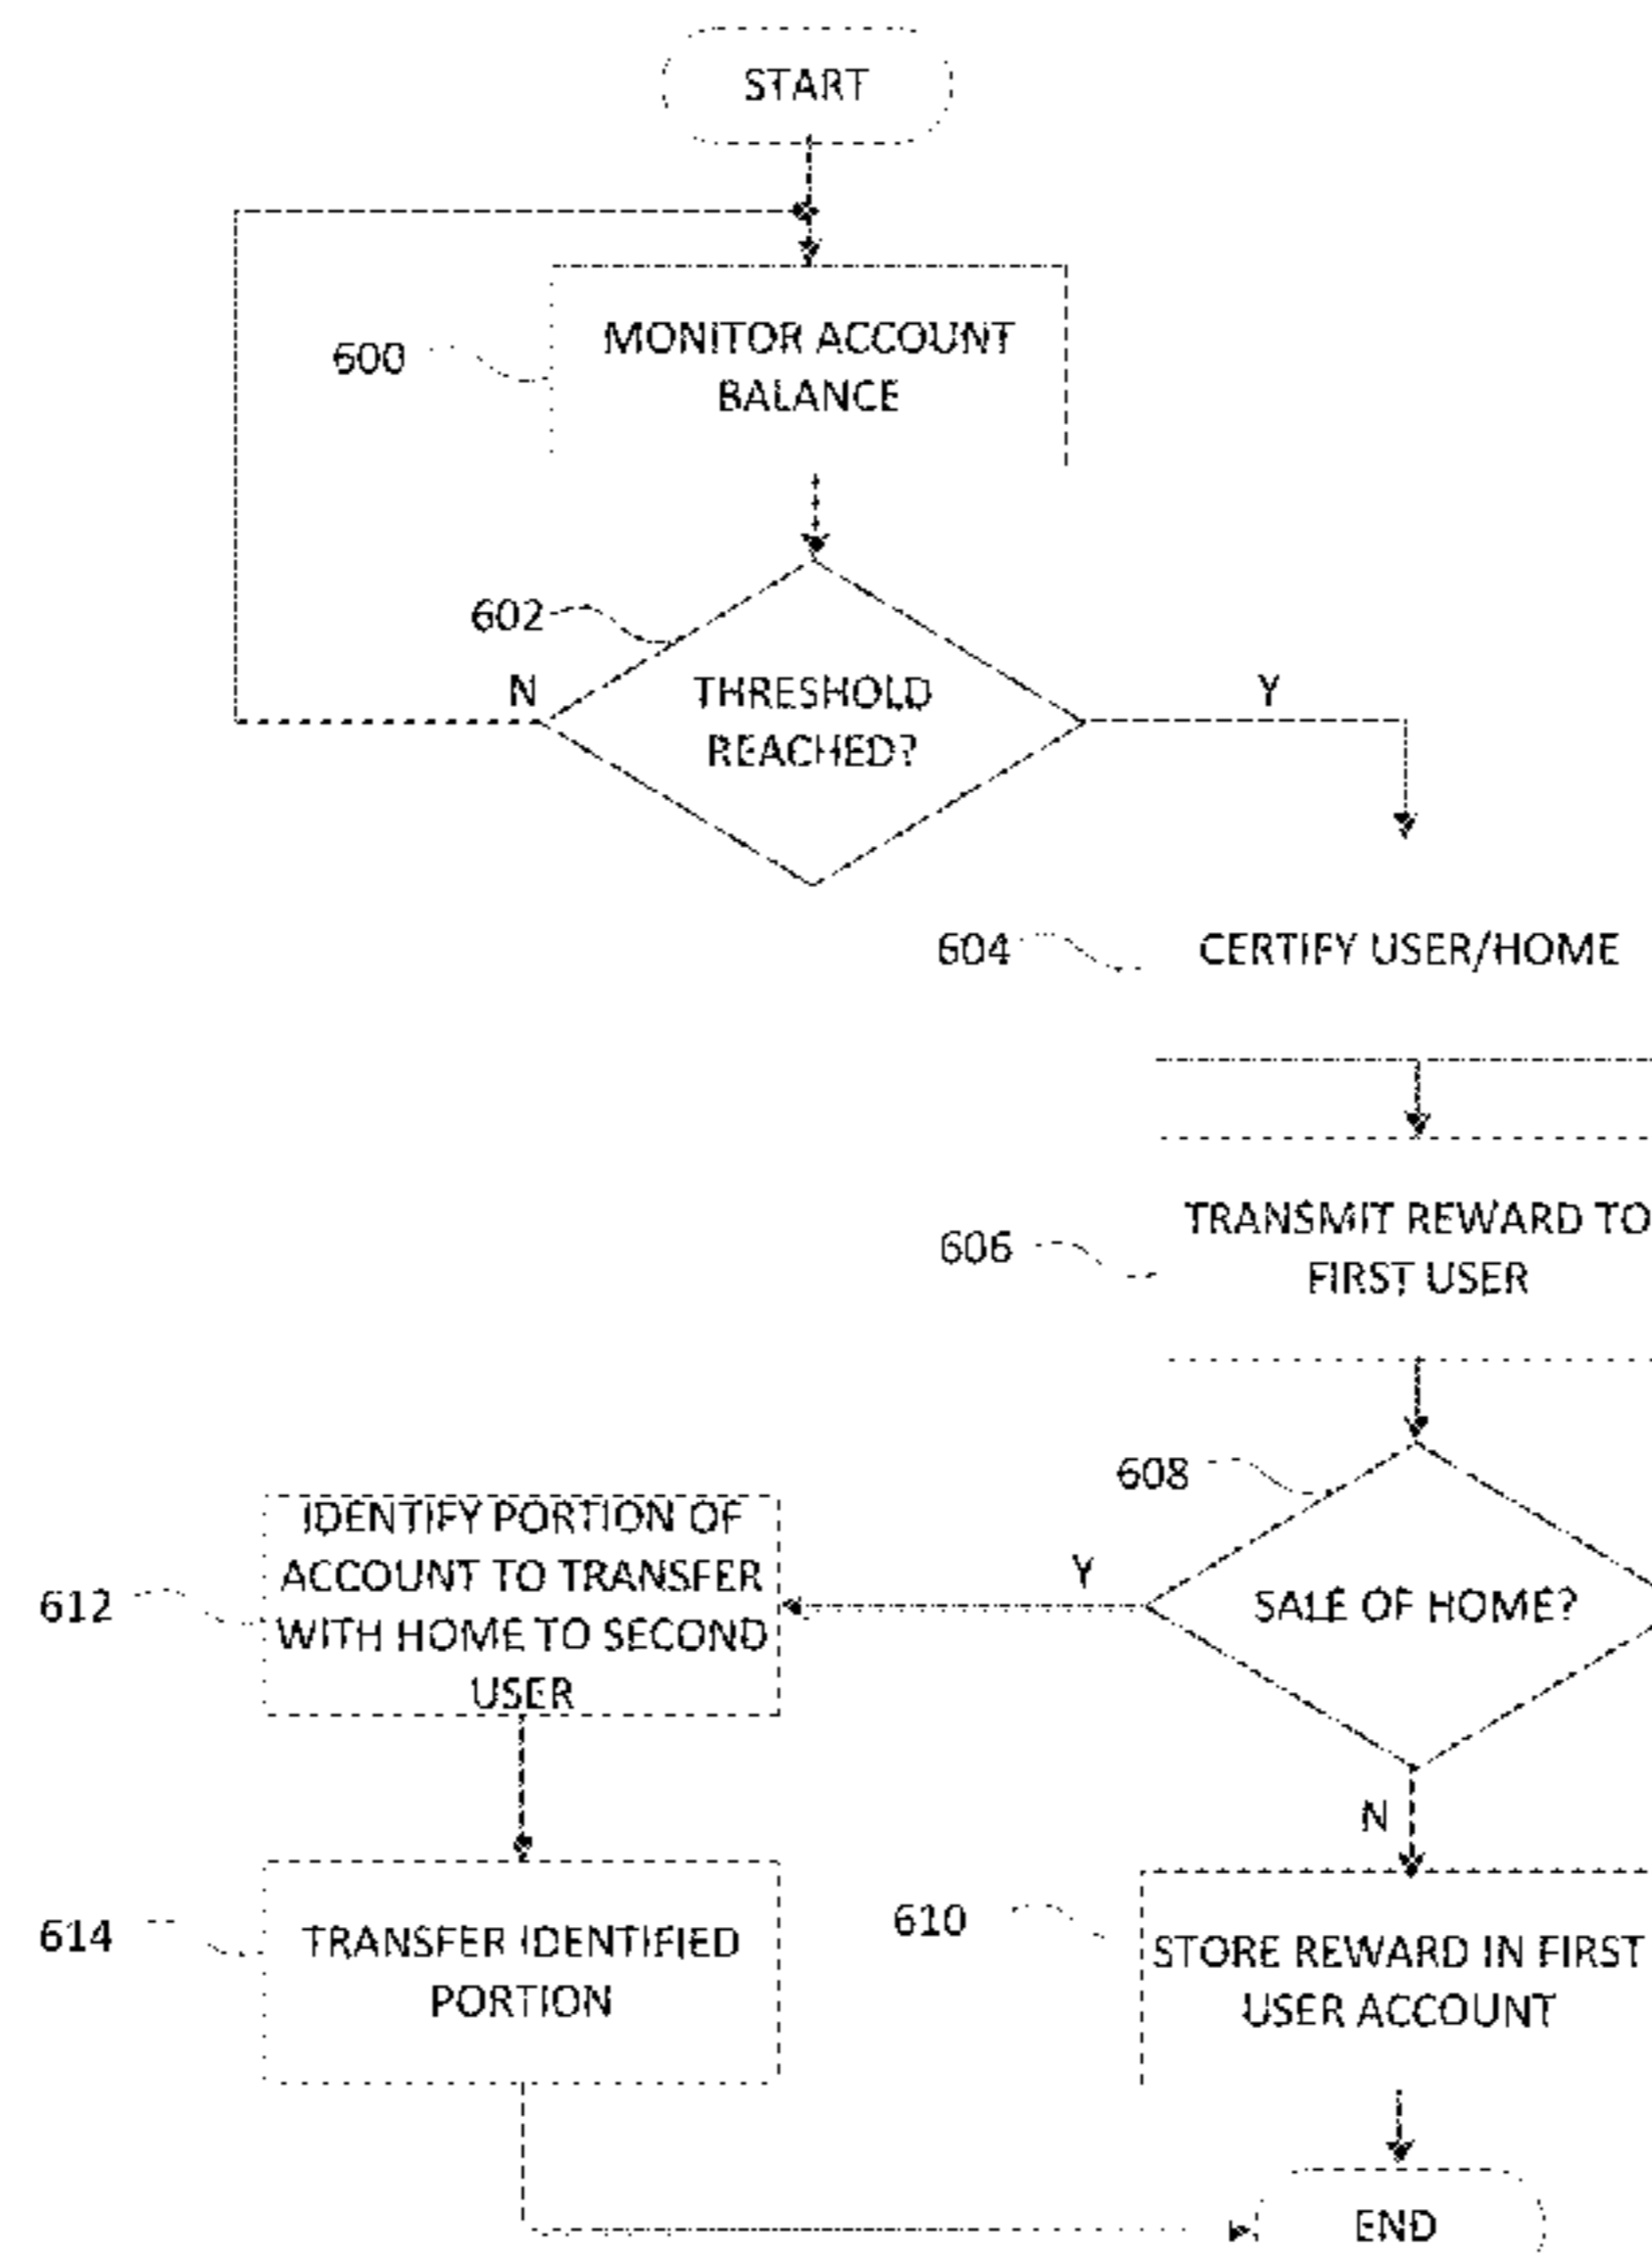 START
600
MONITOR ACCOUNT
BALANCE
602
N
THRESHOLD
REACHED?
Y
604
CERTIFY USER/HOME
606
TRANSMIT REWARD TO
FIRST USER
608
SALE OF HOME?
Y
N
612
IDENTIFY PORTION OF
ACCOUNT TO TRANSFER
WITH HOME TO SECOND
USER
614
TRANSFER IDENTIFIED
PORTION
610
STORE REWARD IN FIRST
USER ACCOUNT
END